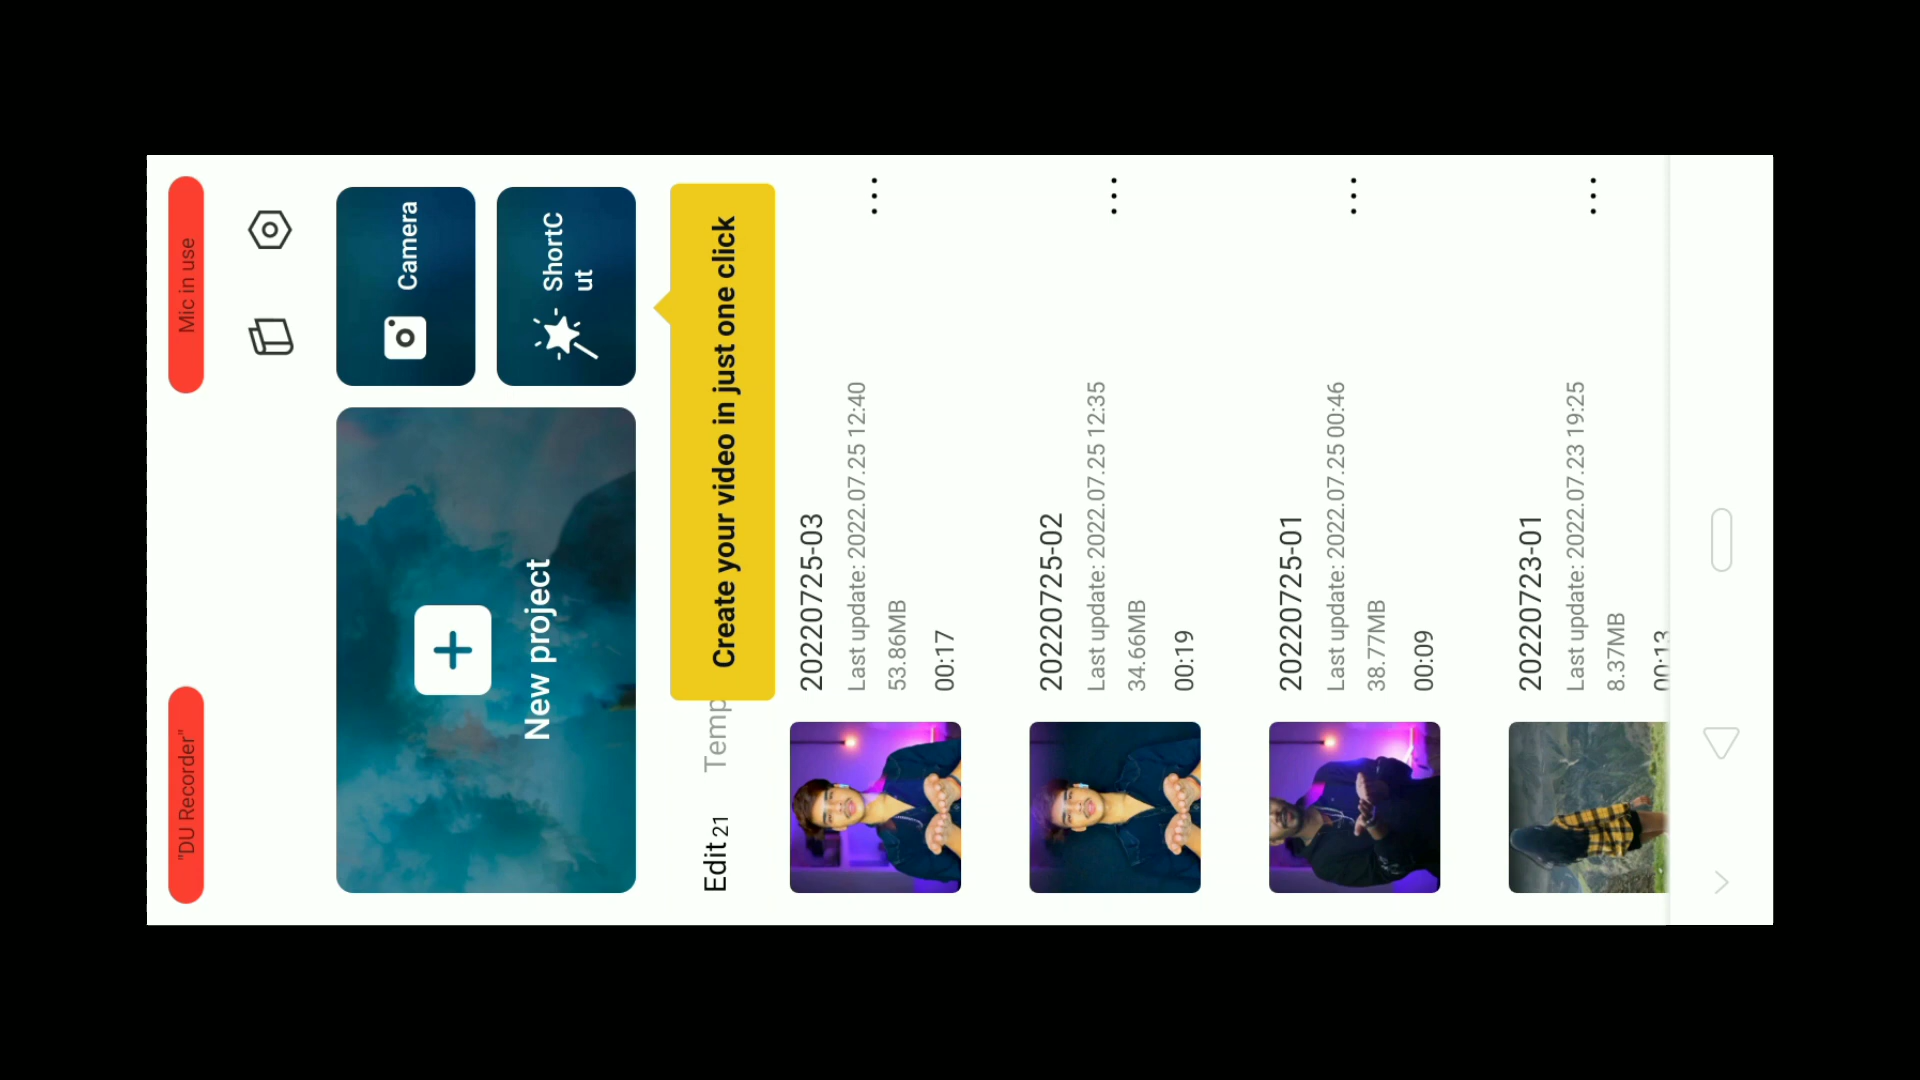 "DU Recorder"
Mic in use
New project
Camera
ShortC
ut
Create your video in just one click
Edit 21
Temp
20220725-03
Last update: 2022.07.25 12:40
53.86MB
00:17
20220725-02
Last update: 2022.07.25 12:35
34.66MB
00:19
20220725-01
Last update: 2022.07.25 00:46
38.77MB
00:09
20220723-01
Last update: 2022.07.23 19:25
8.37MB
00:13